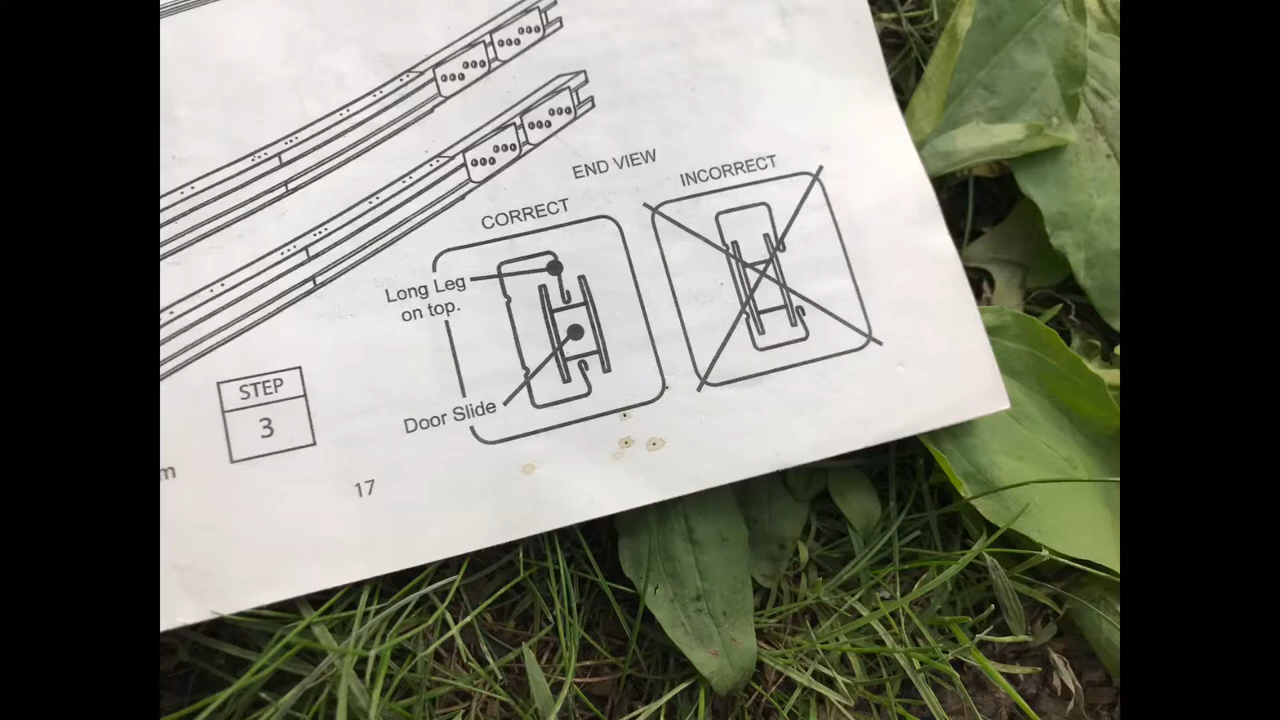 END VIEW
INCORRECT
CORRECT
Long Leg
on top.
STEP
3
Door Slide
m
17